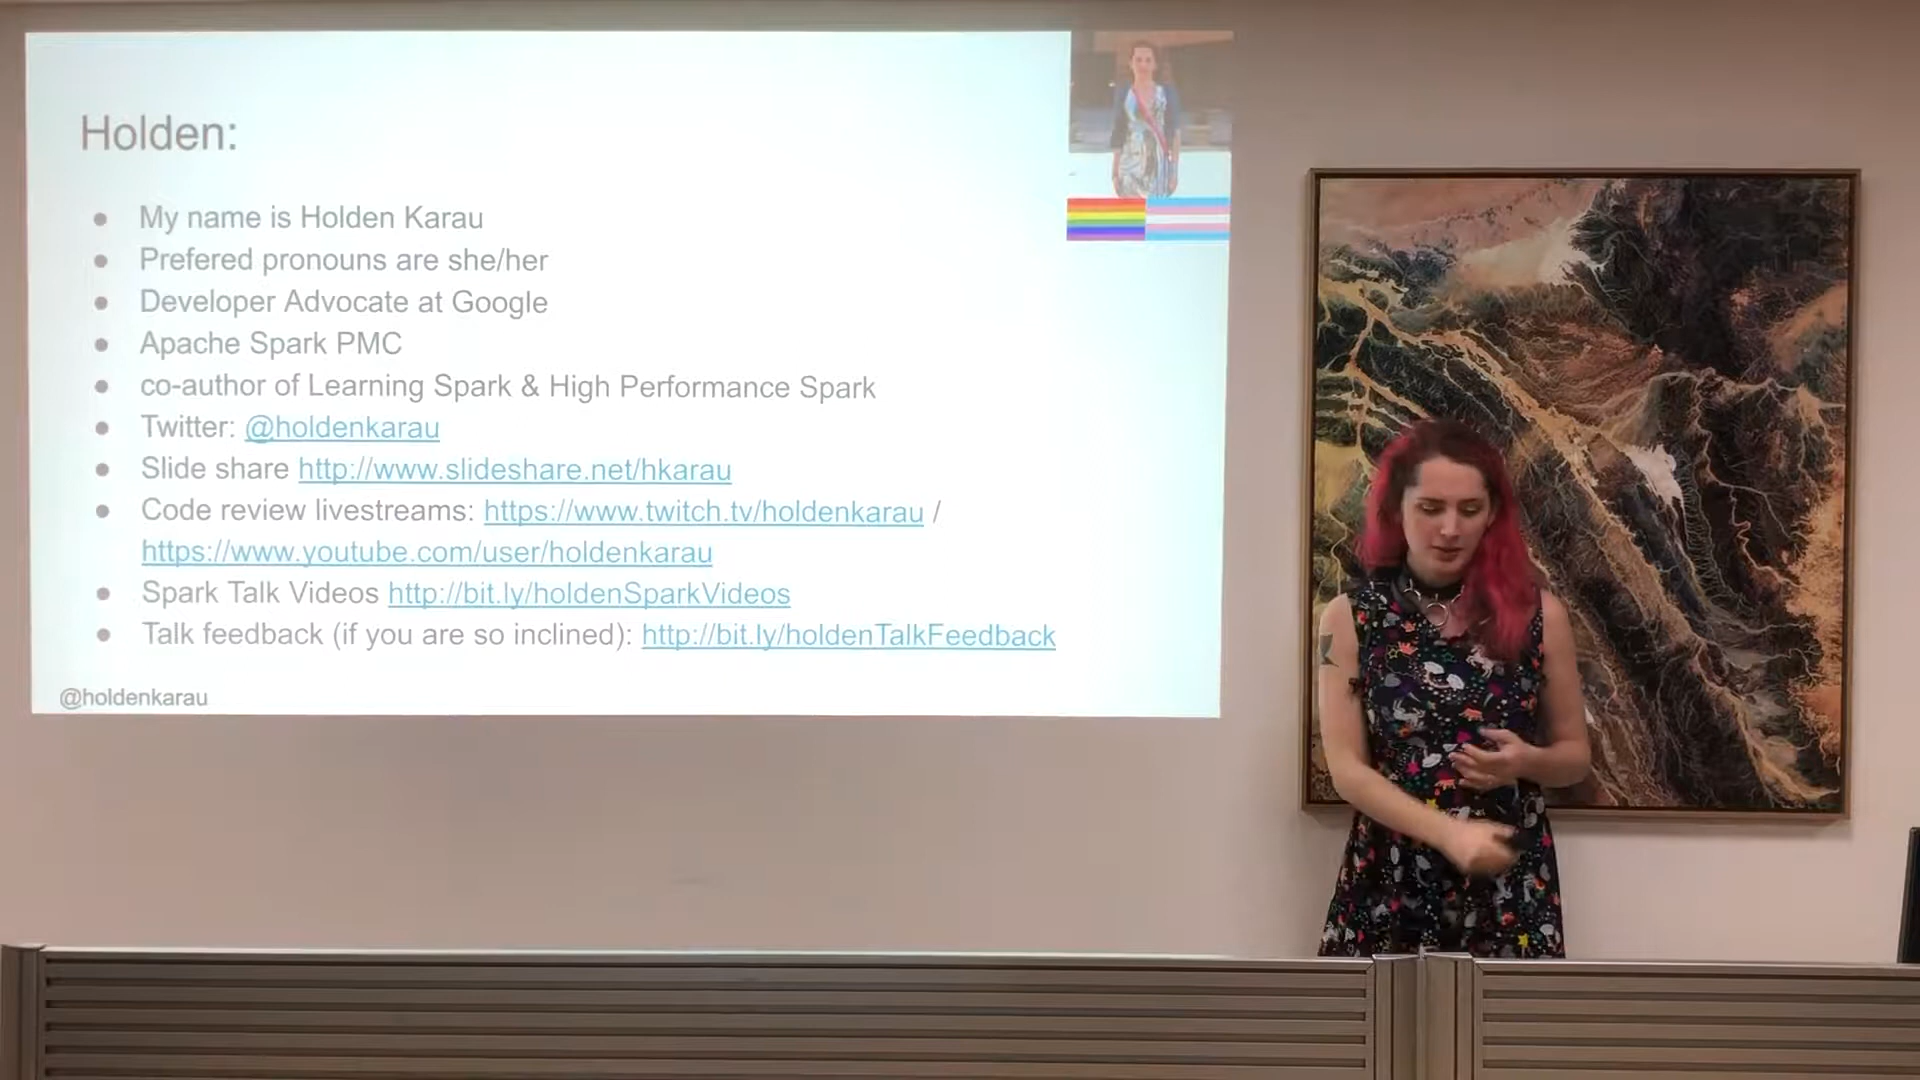 Holden:
My name is Holden Karau
Prefered pronouns are she/her
Developer Advocate at Google
Apache Spark PMC
co-author of Learning Spark & High Performance Spark
Twitter: @holdenkarau
Slide share http://www.slideshare.net/hkarau
Code review livestreams: https://www.twitch.tv/holdenkarau /
https://www.youtube.com/user/holdenkarau
Spark Talk Videos http://bit.ly/holdenSparkVideos
Talk feedback (if you are so inclined): http://bit.ly/holdenTalkFeedback
@holdenkarau